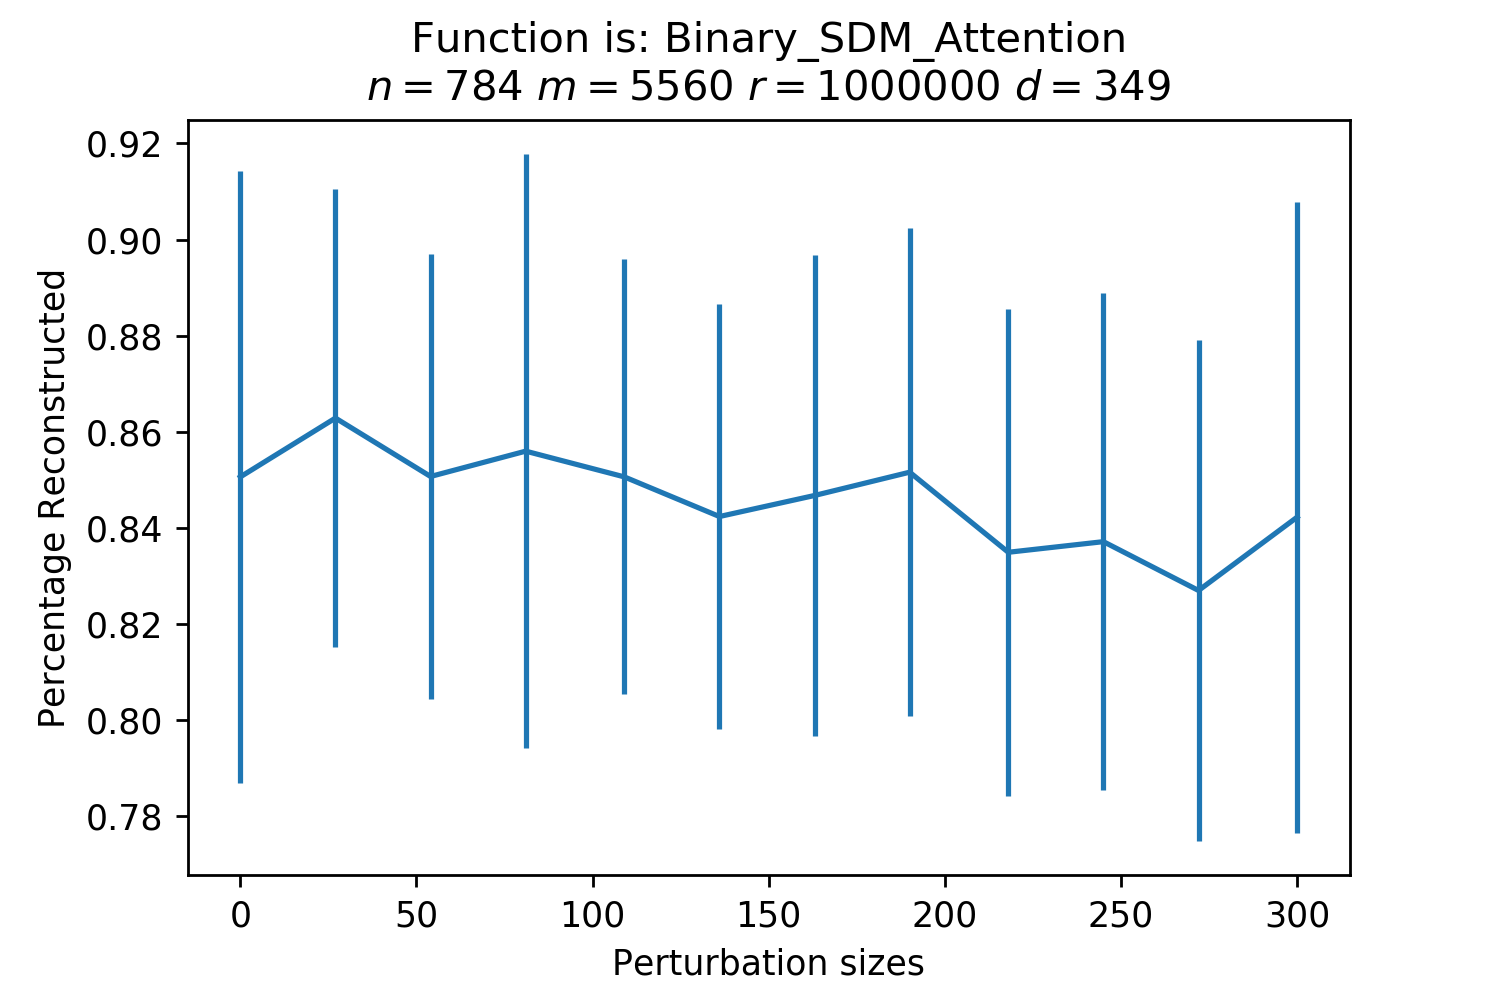 Function is: Binary_SDM_Attention
n = 784 m = 5560 r = 1000000 d = 349
Percentage Reconstructed
0.92
0.90
0.88
0.86
0.84
0.82
0.80
0.78
0 50 100 150 200 250 300
Perturbation sizes